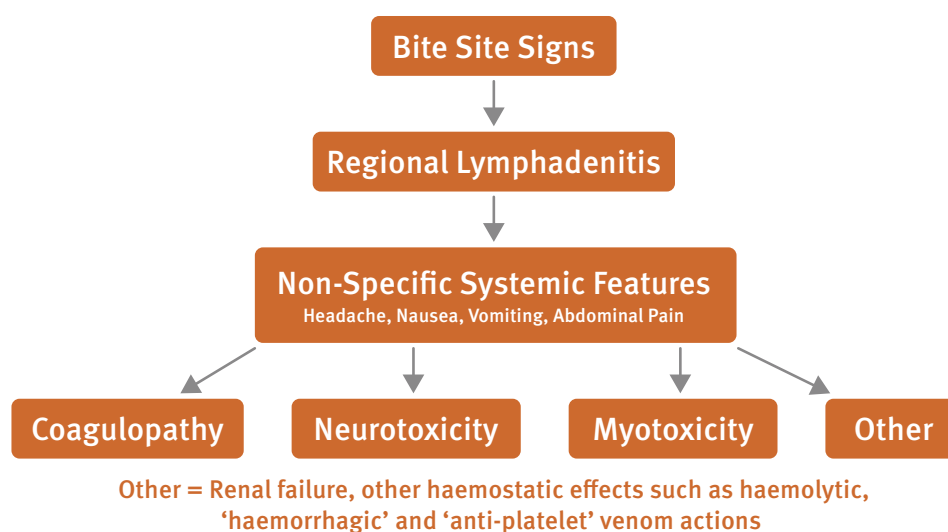 Bite Site Signs
Regional Lymphadenitis
Non-Specific Systemic Features
Headache, Nausea, Vomiting, Abdominal Pain
Coagulopathy
Neurotoxicity
Myotoxicity
Other
Other = Renal failure, other haemostatic effects such as haemolytic,
‘haemorrhagic’ and ‘anti-platelet’ venom actions